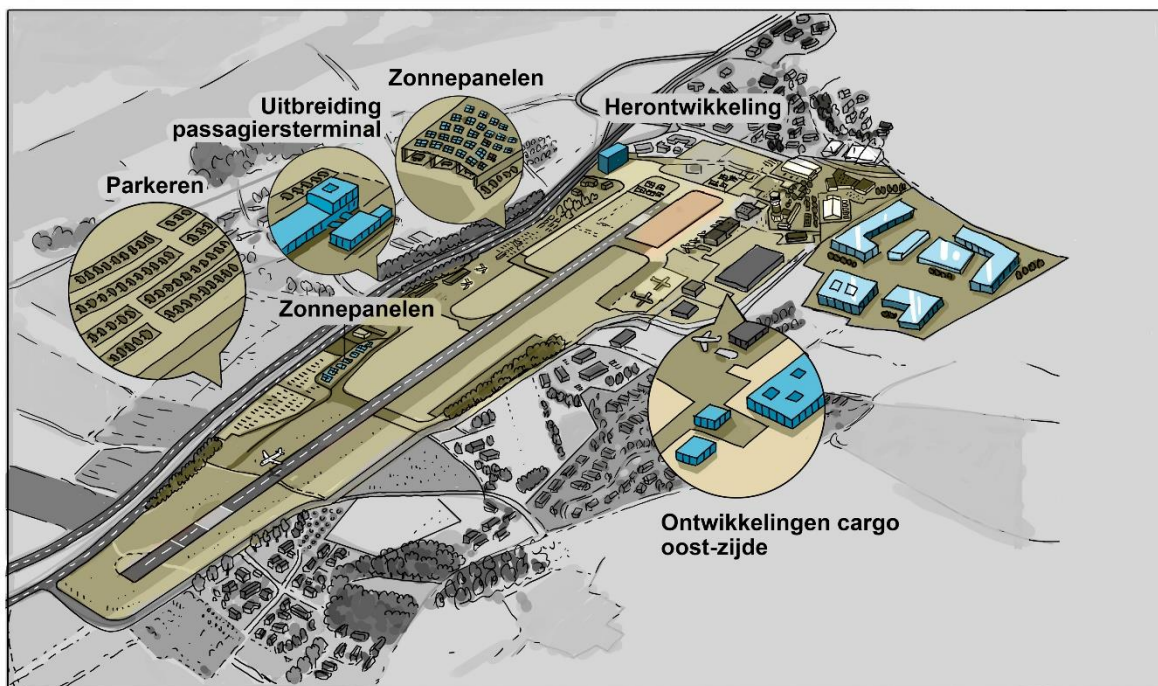 Zonnepanelen
Uitbreiding
passagiersterminal
Herontwikkeling
Parkeren
Zonnepanelen
Ontwikkelingen cargo
oost-zijde